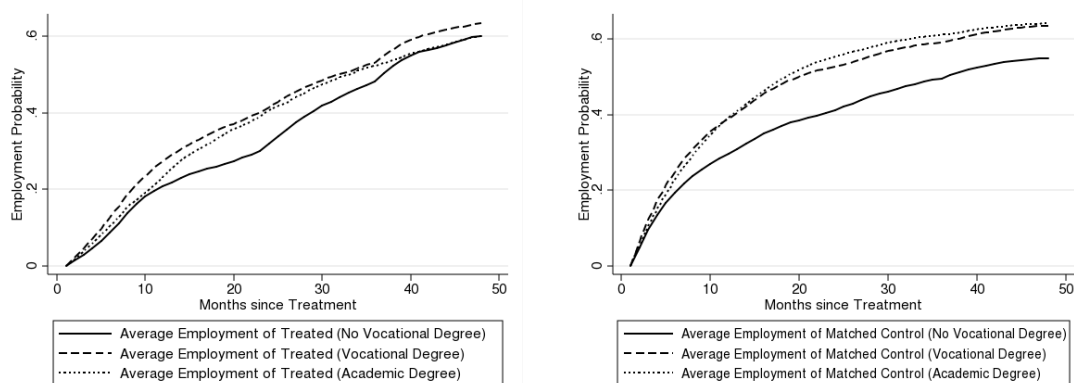 Employment Probability
.6
.4
.2
0
0 10 20 30 40 50
Months since Treatment
Average Employment of Treated (No Vocational Degree)
Average Employment of Treated (Vocational Degree)
Average Employment of Treated (Academic Degree)
Employment Probability
.6
.4
.2
0
0 10 20 30 40 50
Months since Treatment
Average Employment of Matched Control (No Vocational Degree)
Average Employment of Matched Control (Vocational Degree)
Average Employment of Matched Control (Academic Degree)